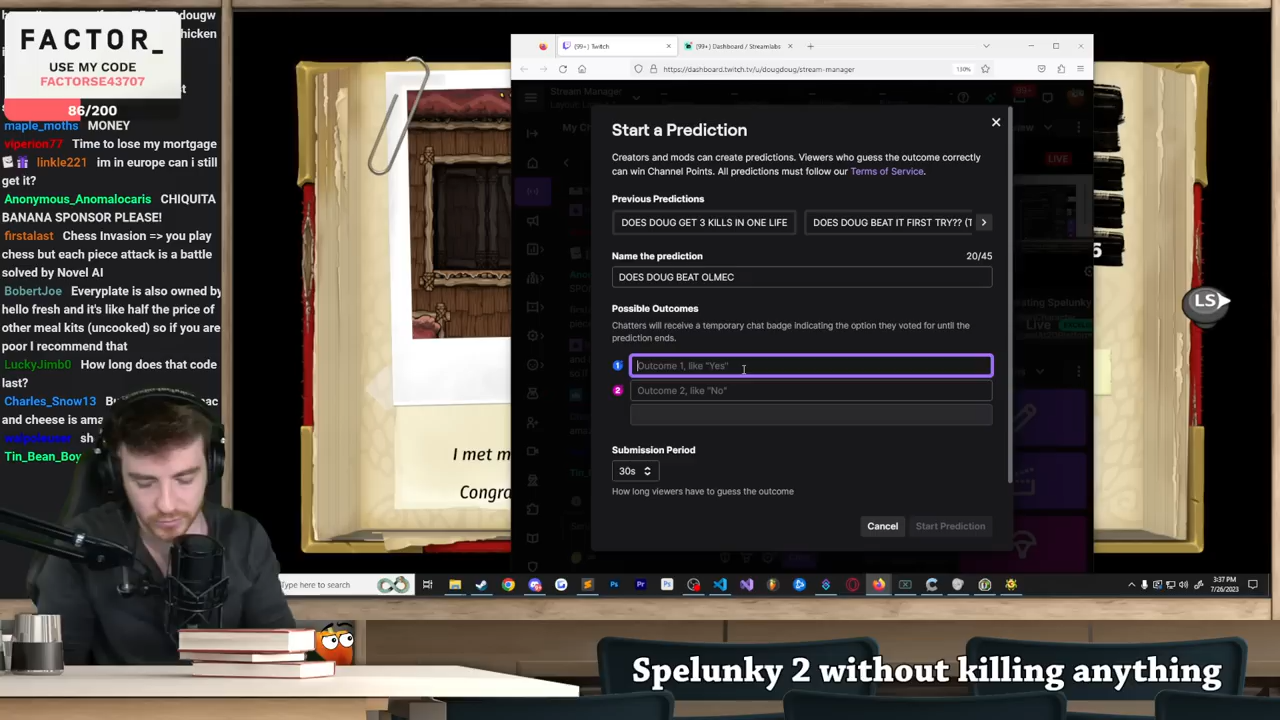 FACTOR_
USE MY CODE
FACTORSE43707
86/200
hicken
maple_moths MONEY
viperion77 Time to lose my mortgage
linkle221 im in europe can i still
get it?
Anonymous_Anomalocaris CHIQUITA
BANANA SPONSOR PLEASE!
firstalast Chess Invasion => you play
chess but each piece attack is a battle
solved by Novel AI
BobertJoe Everyplate is also owned by
hello fresh and it's like half the price of
other meal kits (uncooked) so if you are
poor I recommend that
LuckyJimb0 How long does that code
last?
Charles_Snow13
and cheese is ama
Tin_Bean_Boy
I met m
Congra
(99+) Twitch
(99+) Dashboard / Streamlabs
https://dashboard.twitch.tv/u/dougdoug/stream-manager
130%
Stream Manager
Start a Prediction
Creators and mods can create predictions. Viewers who guess the outcome correctly
can win Channel Points. All predictions must follow our Terms of Service.
Previous Predictions
DOES DOUG GET 3 KILLS IN ONE LIFE
DOES DOUG BEAT IT FIRST TRY?? (T
Name the prediction
20/45
DOES DOUG BEAT OLMEC
Possible Outcomes
Chatters will receive a temporary chat badge indicating the option they voted for until the
prediction ends.
1
Outcome 1, like "Yes"
2
Outcome 2, like "No"
Submission Period
30s
How long viewers have to guess the outcome
Cancel
Start Prediction
LIVE
LS
Type here to search
3:37 PM
7/26/2023
Spelunky 2 without killing anything